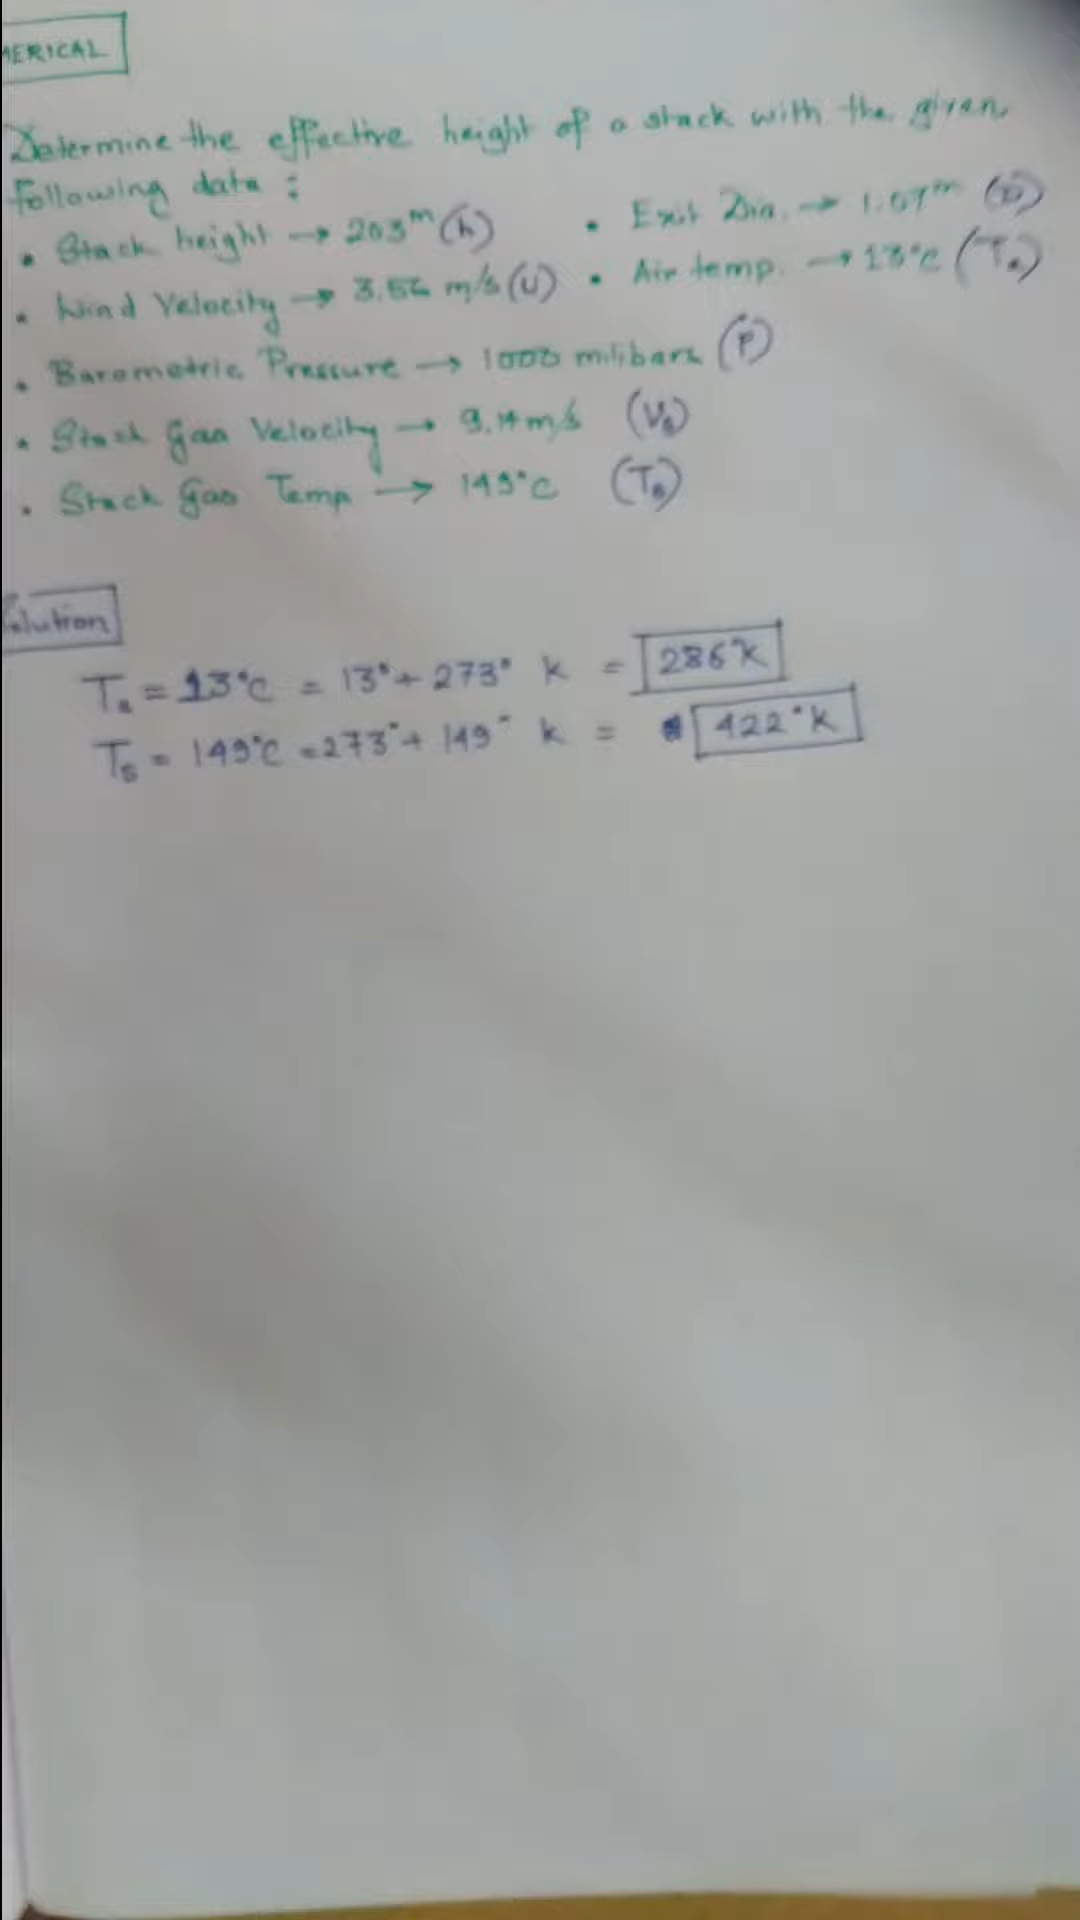 MERICAL
Determine the effective height of a stack with the given
following data :
• Stack height → 203m (h)
• Exit Dia. → 1.07m (D)
• Wind Velocity → 3.56 m/s (U)
• Air temp. → 13°C (Ta)
• Barometric Pressure → 1000 milibars (P)
• Stack Gas Velocity → 9.14 m/s (Vs)
• Stack Gas Temp → 149°C (Ts)
olution
Ta = 13°C = 13° + 273° K = 286°K
Ts = 149°C = 273° + 149° K = 422°K